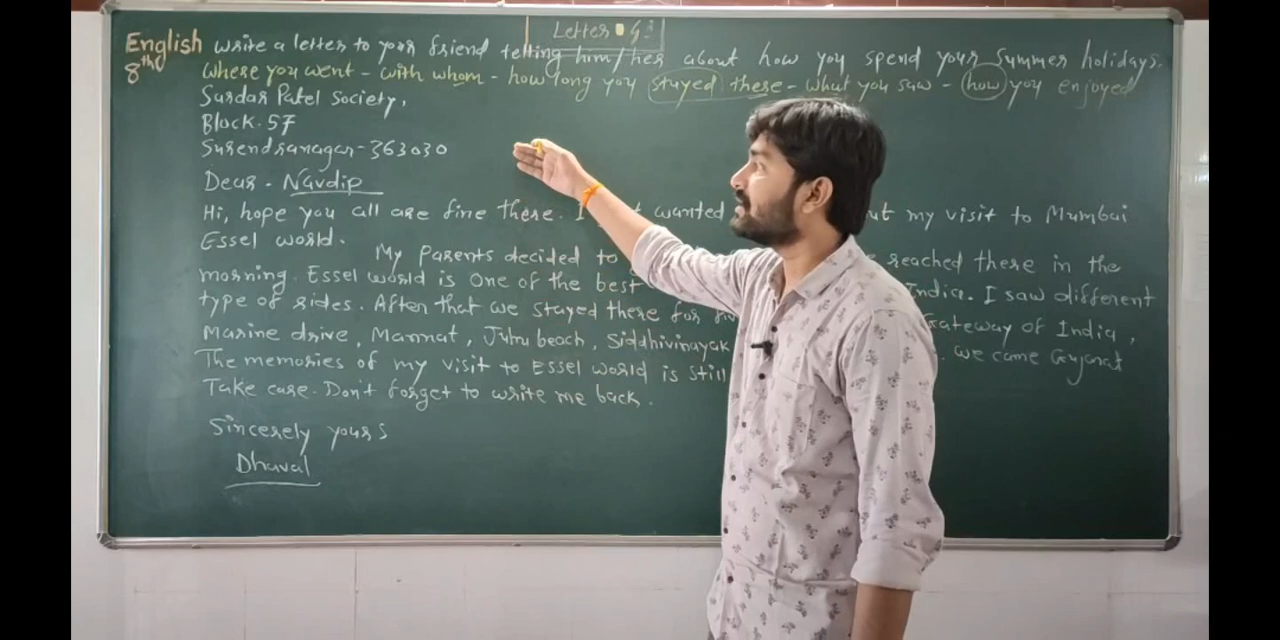 Letter 4:
English write a letter to your friend telting him/her about how you spend your Summer holidays.
8th where you went - with whom - how long you stayed there - what you saw - how you enjoyed
Sardar Patel Society,
Block. 57
Surendranagar-363030
Dear. Navdip
Hi, hope you all are fine there. I wanted my visit to Mumbai
Essel world.
My Parents decided to reached there in the
morning. Essel world is one of the best India. I saw different
type of rides. After that we stayed there for Gateway of India,
Marine drive, Mannat, Juhu beach, Siddhivinayak we came Gujarat
The memories of my visit to Essel world is still
Take care. Don't forget to write me back.
Sincerely yours
Dhaval